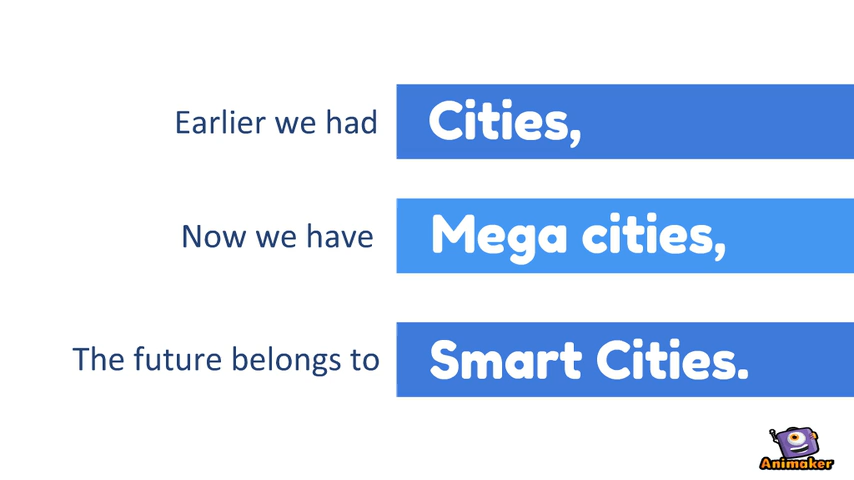 Earlier we had Cities,
Now we have Mega cities,
The future belongs to Smart Cities.
Animaker